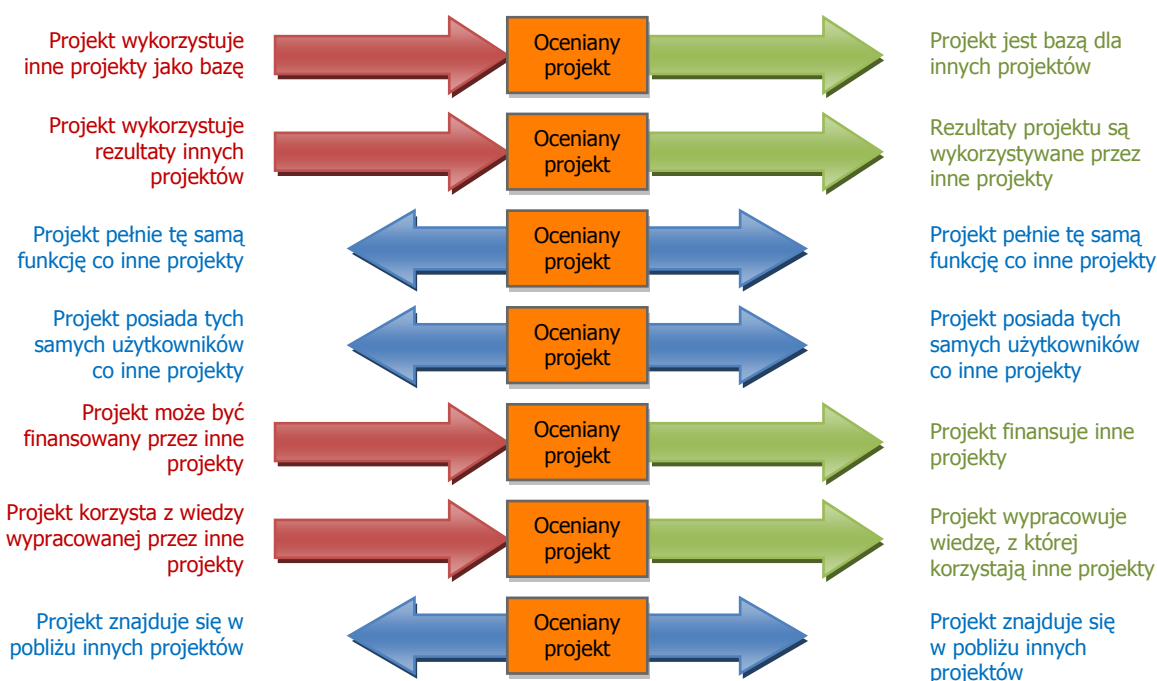 Projekt wykorzystuje
inne projekty jako bazę
Oceniany
projekt
Projekt jest bazą dla
innych projektów
Projekt wykorzystuje
rezultaty innych
projektów
Oceniany
projekt
Rezultaty projektu są
wykorzystywane przez
inne projekty
Projekt pełnie tę samą
funkcję co inne projekty
Oceniany
projekt
Projekt pełnie tę samą
funkcję co inne projekty
Projekt posiada tych
samych użytkowników
co inne projekty
Oceniany
projekt
Projekt posiada tych
samych użytkowników
co inne projekty
Projekt może być
finansowany przez inne
projekty
Oceniany
projekt
Projekt finansuje inne
projekty
Projekt korzysta z wiedzy
wypracowanej przez inne
projekty
Oceniany
projekt
Projekt wypracowuje
wiedzę, z której
korzystają inne projekty
Projekt znajduje się w
pobliżu innych projektów
Oceniany
projekt
Projekt znajduje się
w pobliżu innych
projektów